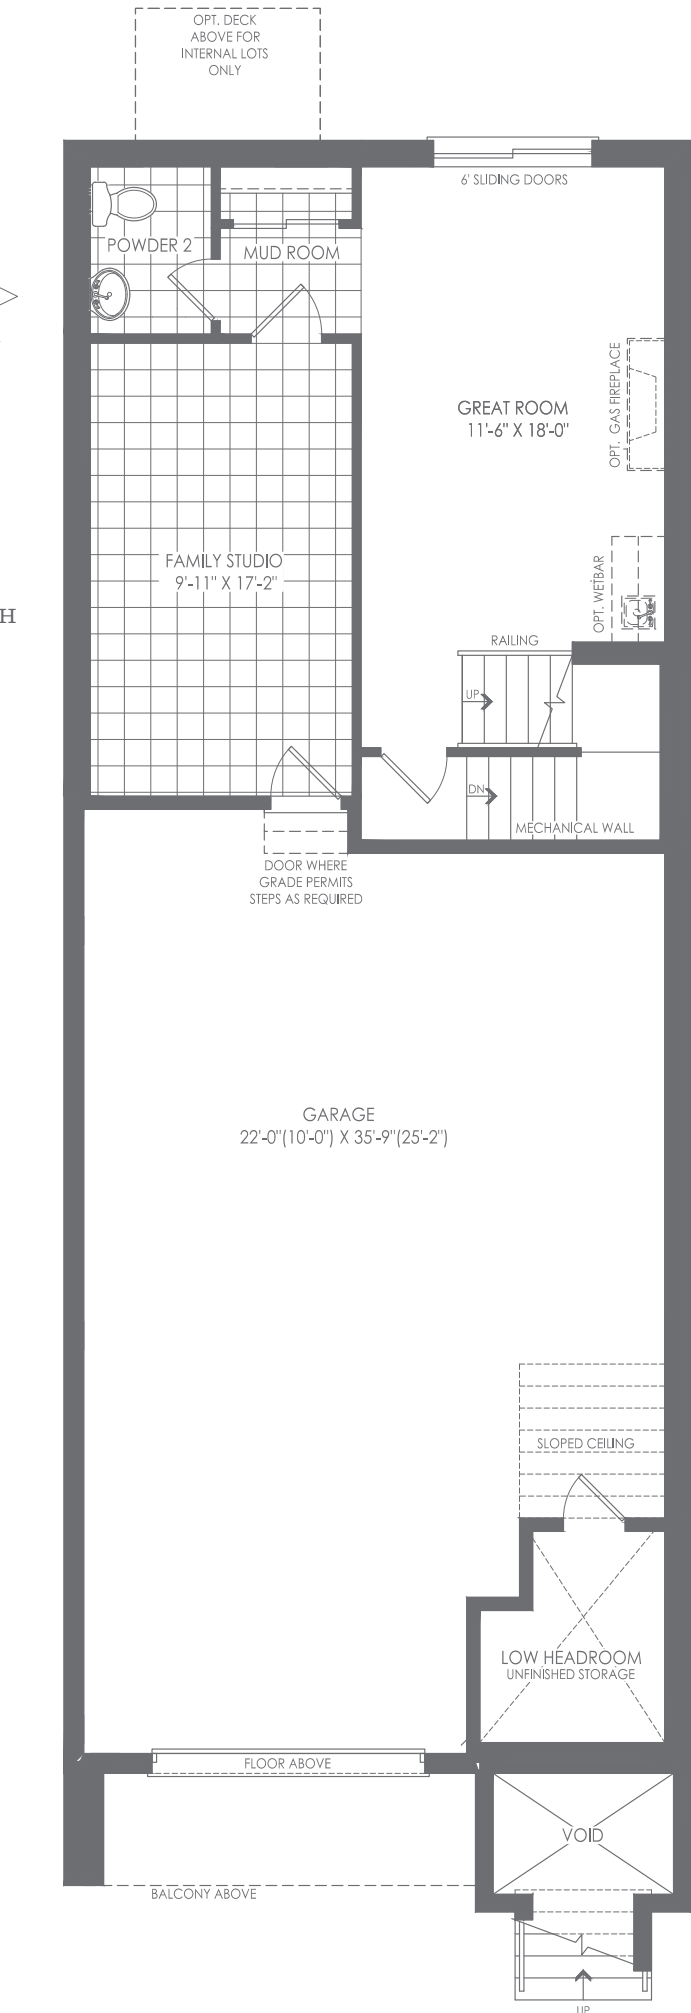 OPT. DECK
ABOVE FOR
INTERNAL LOTS
ONLY
6' SLIDING DOORS
POWDER 2
MUD ROOM
GREAT ROOM
11'-6" X 18'-0"
OPT. GAS FIREPLACE
FAMILY STUDIO
9'-11" X 17'-2"
OPT. WETBAR
H
RAILING
UP
DN
MECHANICAL WALL
DOOR WHERE
GRADE PERMITS
STEPS AS REQUIRED
GARAGE
22'-0"(10'-0") X 35'-9"(25'-2")
SLOPED CEILING
LOW HEADROOM
UNFINISHED STORAGE
FLOOR ABOVE
VOID
BALCONY ABOVE
UP